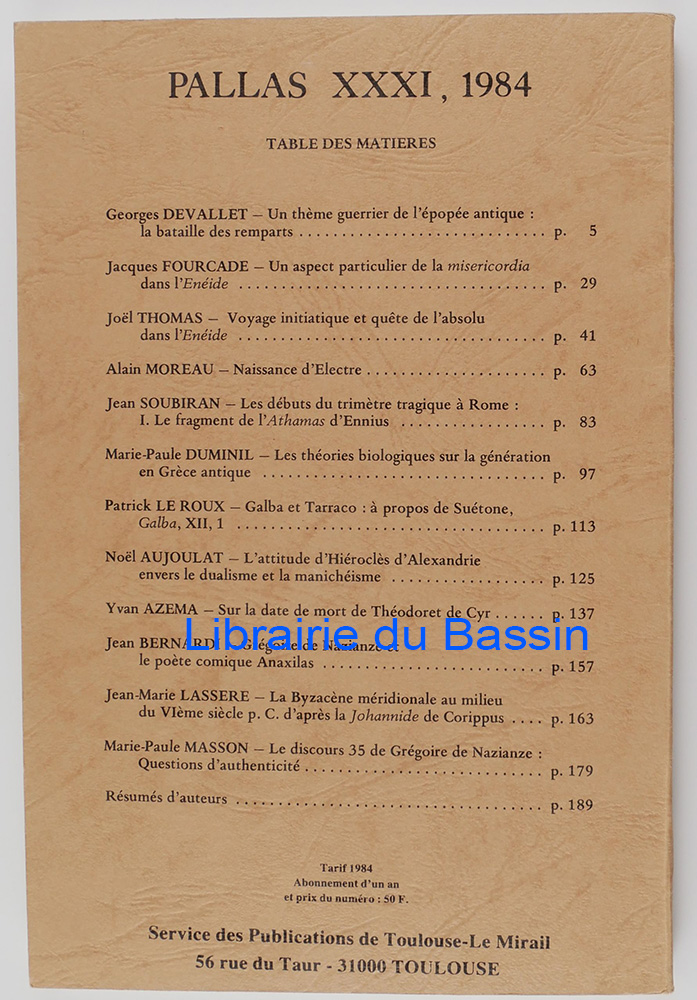 PALLAS XXXI, 1984
TABLE DES MATIERES
Georges DEVALLET – Un thème guerrier de l'épopée antique :
la bataille des remparts . . . . . . . . . . . . . . . . . . . . . . . . . . . . p. 5
Jacques FOURCADE – Un aspect particulier de la misericordia
dans l'Enéide . . . . . . . . . . . . . . . . . . . . . . . . . . . . . . . . . . . p. 29
Joël THOMAS – Voyage initiatique et quête de l'absolu
dans l'Enéide . . . . . . . . . . . . . . . . . . . . . . . . . . . . . . . . . . . p. 41
Alain MOREAU – Naissance d'Electre . . . . . . . . . . . . . . . . . . . . p. 63
Jean SOUBIRAN – Les débuts du trimètre tragique à Rome :
I. Le fragment de l'Athamas d'Ennius . . . . . . . . . . . . . . . . p. 83
Marie-Paule DUMINIL – Les théories biologiques sur la génération
en Grèce antique . . . . . . . . . . . . . . . . . . . . . . . . . . . . . . . . p. 97
Patrick LE ROUX – Galba et Tarraco : à propos de Suétone,
Galba, XII, 1 . . . . . . . . . . . . . . . . . . . . . . . . . . . . . . . . . . . p. 113
Noël AUJOULAT – L'attitude d'Hiéroclès d'Alexandrie
envers le dualisme et la manichéisme . . . . . . . . . . . . . . . . . p. 125
Yvan AZEMA – Sur la date de mort de Théodoret de Cyr . . . . . . p. 137
Jean BERNARDI – Grégoire de Nazianze et
Librairie du Bassin
le poète comique Anaxilas . . . . . . . . . . . . . . . . . . . . . . . . . p. 157
Jean-Marie LASSERE – La Byzacène méridionale au milieu
du VIème siècle p. C. d'après la Johannide de Corippus . . . . p. 163
Marie-Paule MASSON – Le discours 35 de Grégoire de Nazianze :
Questions d'authenticité . . . . . . . . . . . . . . . . . . . . . . . . . . . p. 179
Résumés d'auteurs . . . . . . . . . . . . . . . . . . . . . . . . . . . . . . . . . . . p. 189
Tarif 1984
Abonnement d'un an
et prix du numéro : 50 F.
Service des Publications de Toulouse-Le Mirail
56 rue du Taur - 31000 TOULOUSE